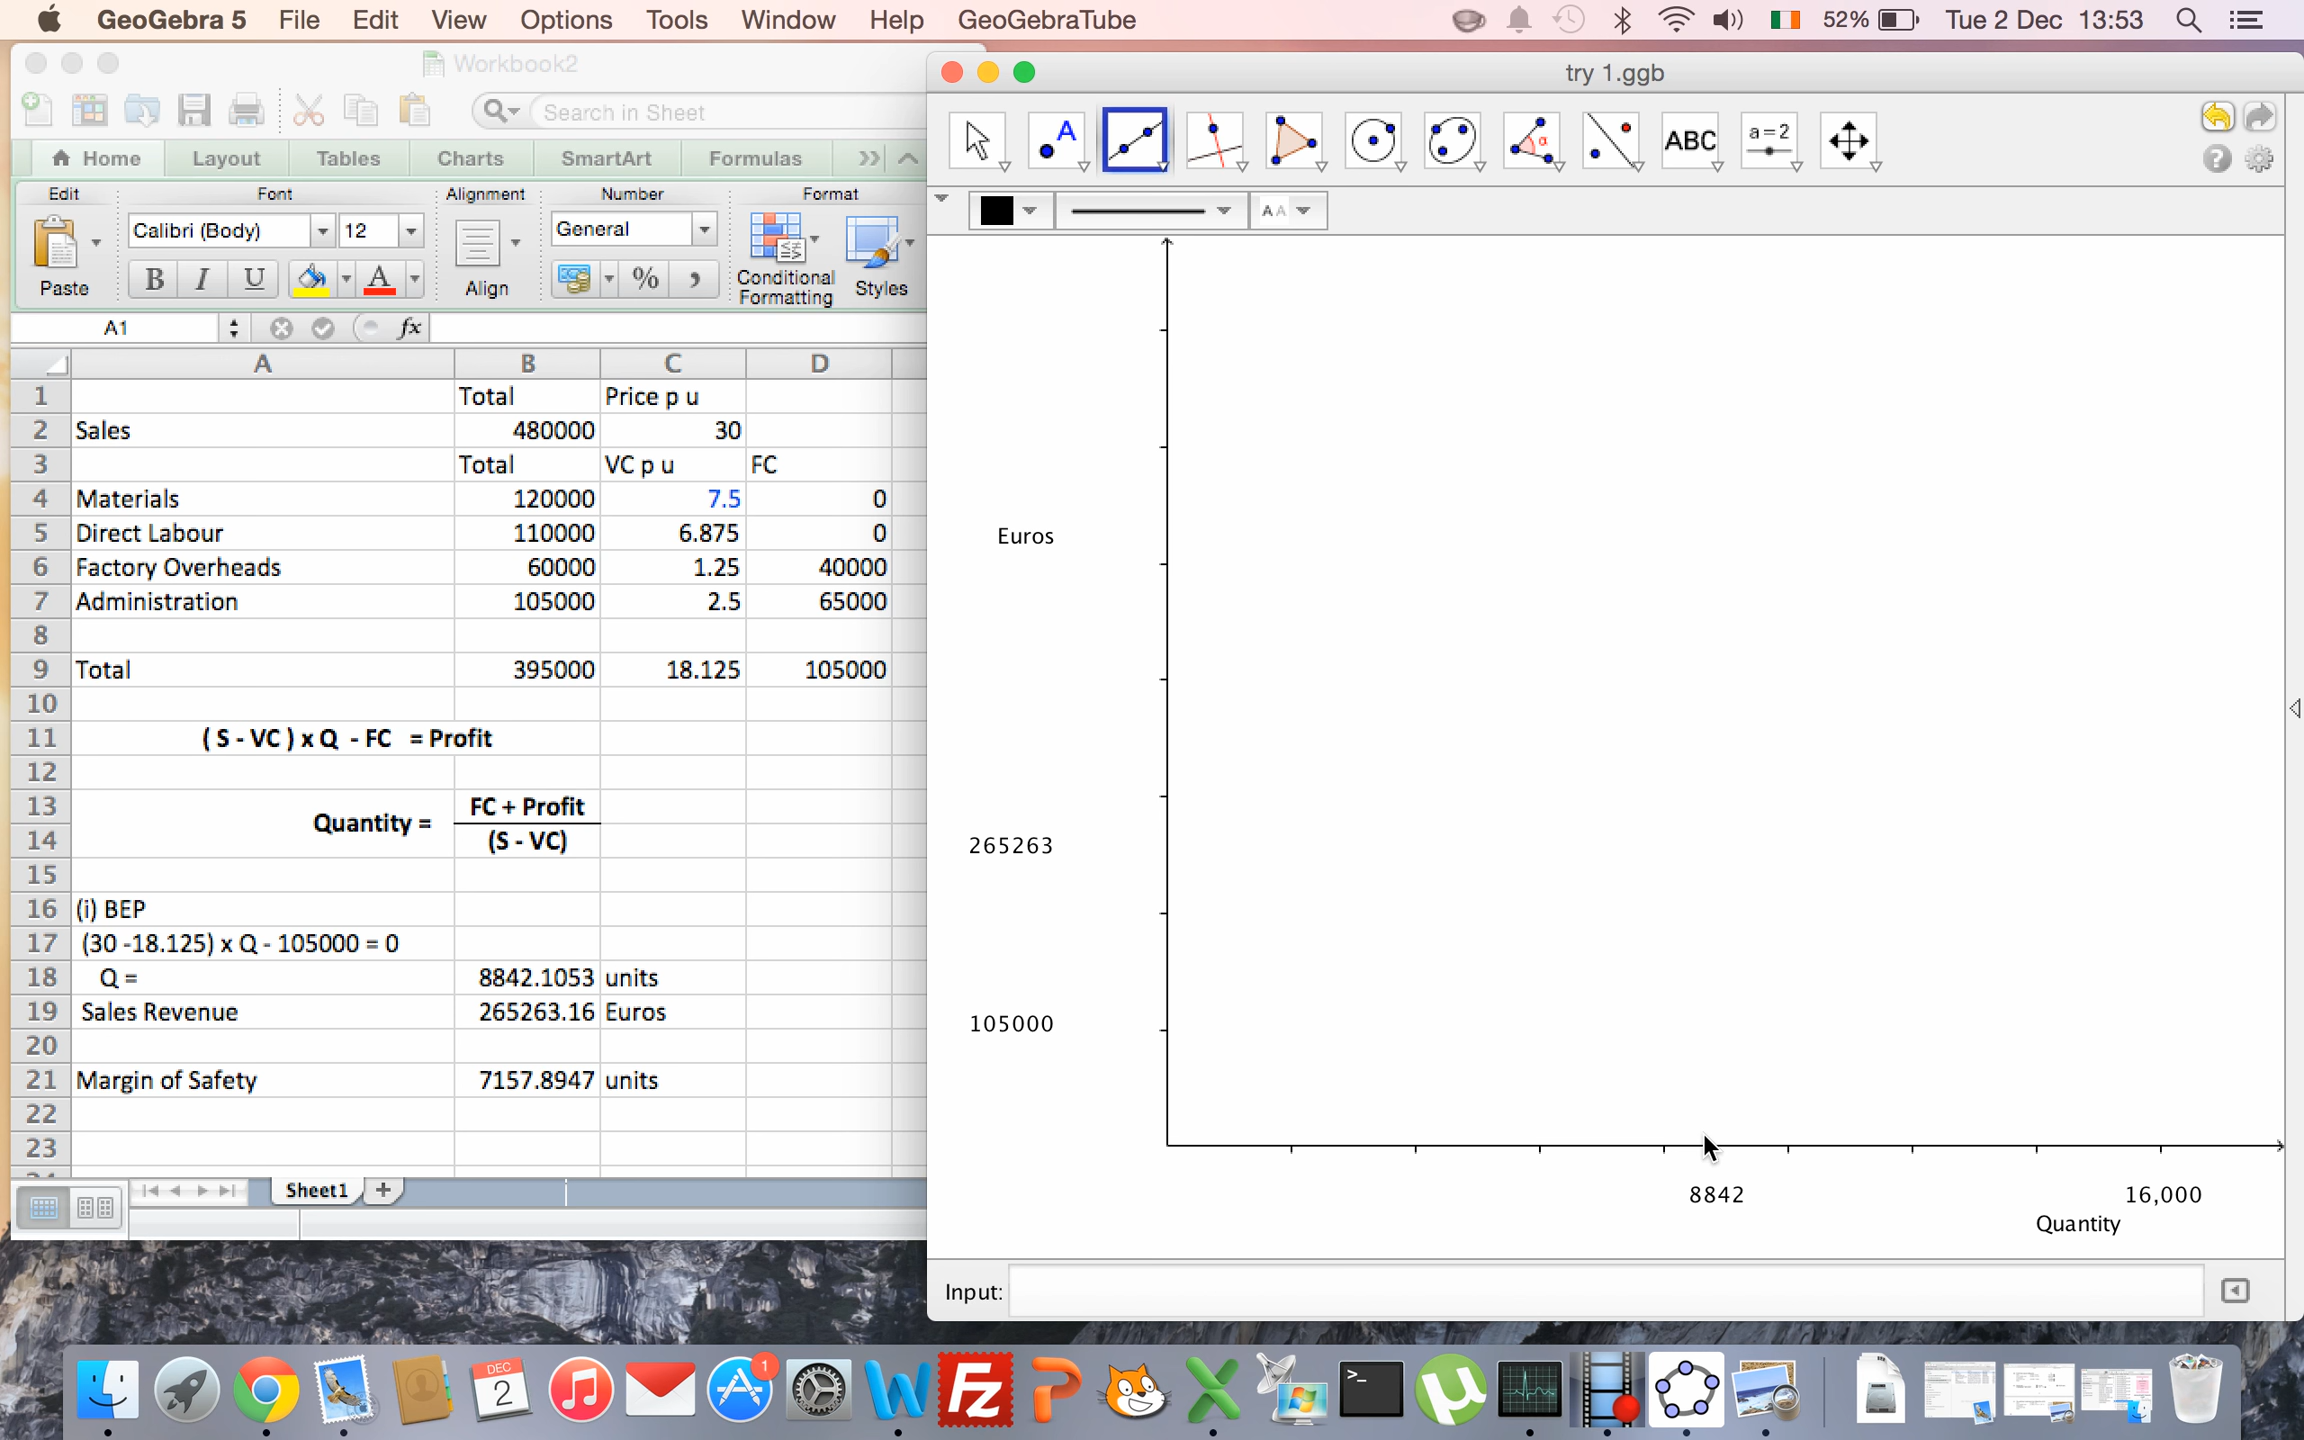 GeoGebra 5 File Edit View Options Tools Window Help GeoGebraTube 52% Tue 2 Dec 13:53
Workbook2
Search in Sheet
Home Layout Tables Charts SmartArt Formulas
Edit Font Alignment Number Format
Calibri (Body) 12 General
B I U A % ,
Paste Align Conditional Formatting Styles
A1 fx
A B C D
1 Total Price p u
2 Sales 480000 30
3 Total VC p u FC
4 Materials 120000 7.5 0
5 Direct Labour 110000 6.875 0
6 Factory Overheads 60000 1.25 40000
7 Administration 105000 2.5 65000
8
9 Total 395000 18.125 105000
10
11 ( S - VC ) x Q - FC = Profit
12
13 FC + Profit
Quantity =
14 (S - VC)
15
16 (i) BEP
17 (30 -18.125) x Q - 105000 = 0
18 Q = 8842.1053 units
19 Sales Revenue 265263.16 Euros
20
21 Margin of Safety 7157.8947 units
22
23
Sheet1
try 1.ggb
A α ABC a=2
A A
Euros
265263
105000
8842 16,000
Quantity
Input:
DEC
2
1
W Fz P X >_ µ